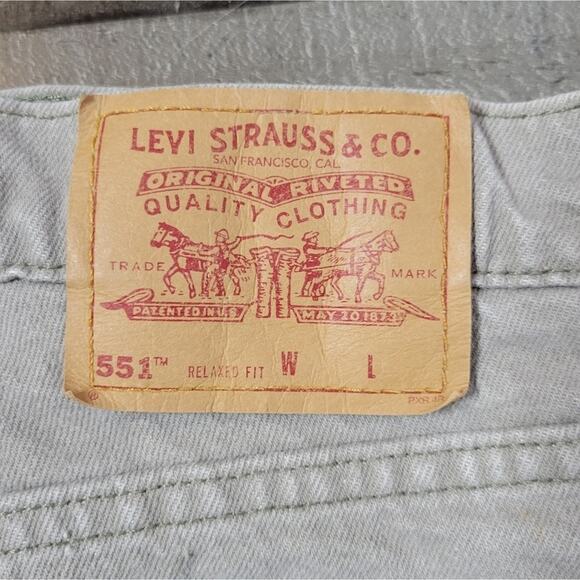 LEVI STRAUSS & CO.
SAN FRANCISCO, CAL.
ORIGINAL RIVETED
QUALITY CLOTHING
TRADE MARK
PATENTED IN U.S. MAY 20 1873
551™ RELAXED FIT W L
®